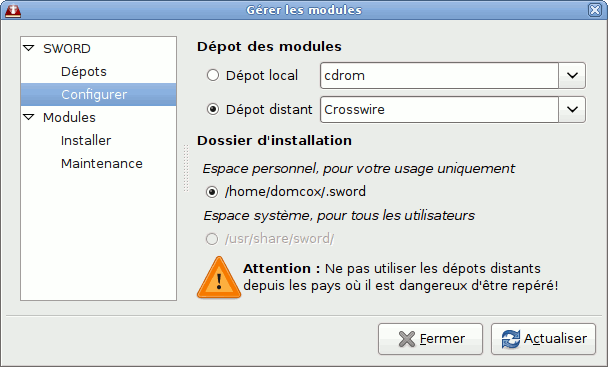 Gérer les modules
SWORD
Dépots
Configurer
Modules
Installer
Maintenance
Dépot des modules
Dépot local
cdrom
Dépot distant
Crosswire
Dossier d'installation
Espace personnel, pour votre usage uniquement
/home/domcox/.sword
Espace système, pour tous les utilisateurs
/usr/share/sword/
Attention : Ne pas utiliser les dépots distants
depuis les pays où il est dangereux d'être repéré!
Fermer
Actualiser